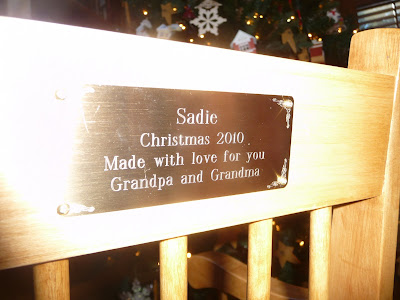 Sadie
Christmas 2010
Made with love for you
Grandpa and Grandma